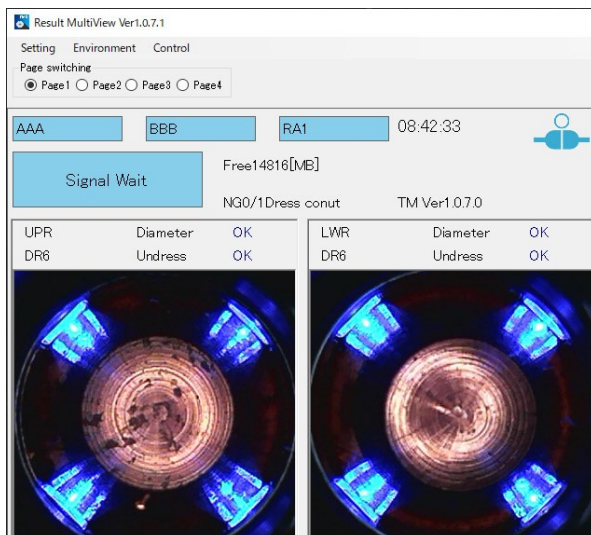 Result MultiView Ver1.0.7.1
Setting Environment Control
Page switching
Page1 Page2 Page3 Page4
AAA BBB RA1 08:42:33
Signal Wait
Free14816[MB]
NG0/1Dress conut TM Ver1.0.7.0
UPR Diameter OK
DR6 Undress OK
LWR Diameter OK
DR6 Undress OK